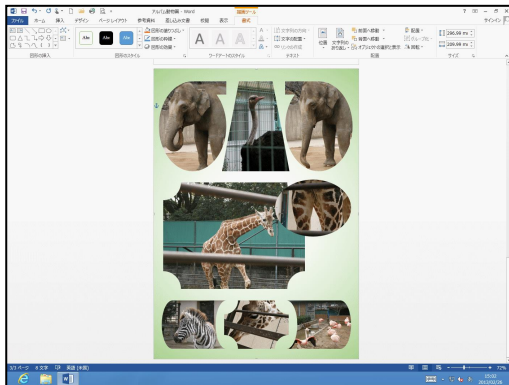 アルバム動物編 - Word
描画ツール
ファイル ホーム 挿入 デザイン ページ レイアウト 参考資料 差し込み文書 校閲 表示 書式 サインイン
Abc Abc Abc
図形の塗りつぶし
図形の枠線
図形の効果
A A A
文字列の方向
文字の配置
リンクの作成
位置 文字列の折り返し
前面へ移動
背面へ移動
オブジェクトの選択と表示
配置
グループ化
回転
296.99 mm
209.99 mm
図形の挿入 図形のスタイル ワードアートのスタイル テキスト 配置 サイズ
3/3 ページ 8 文字 英語 (米国) 72%
15:02